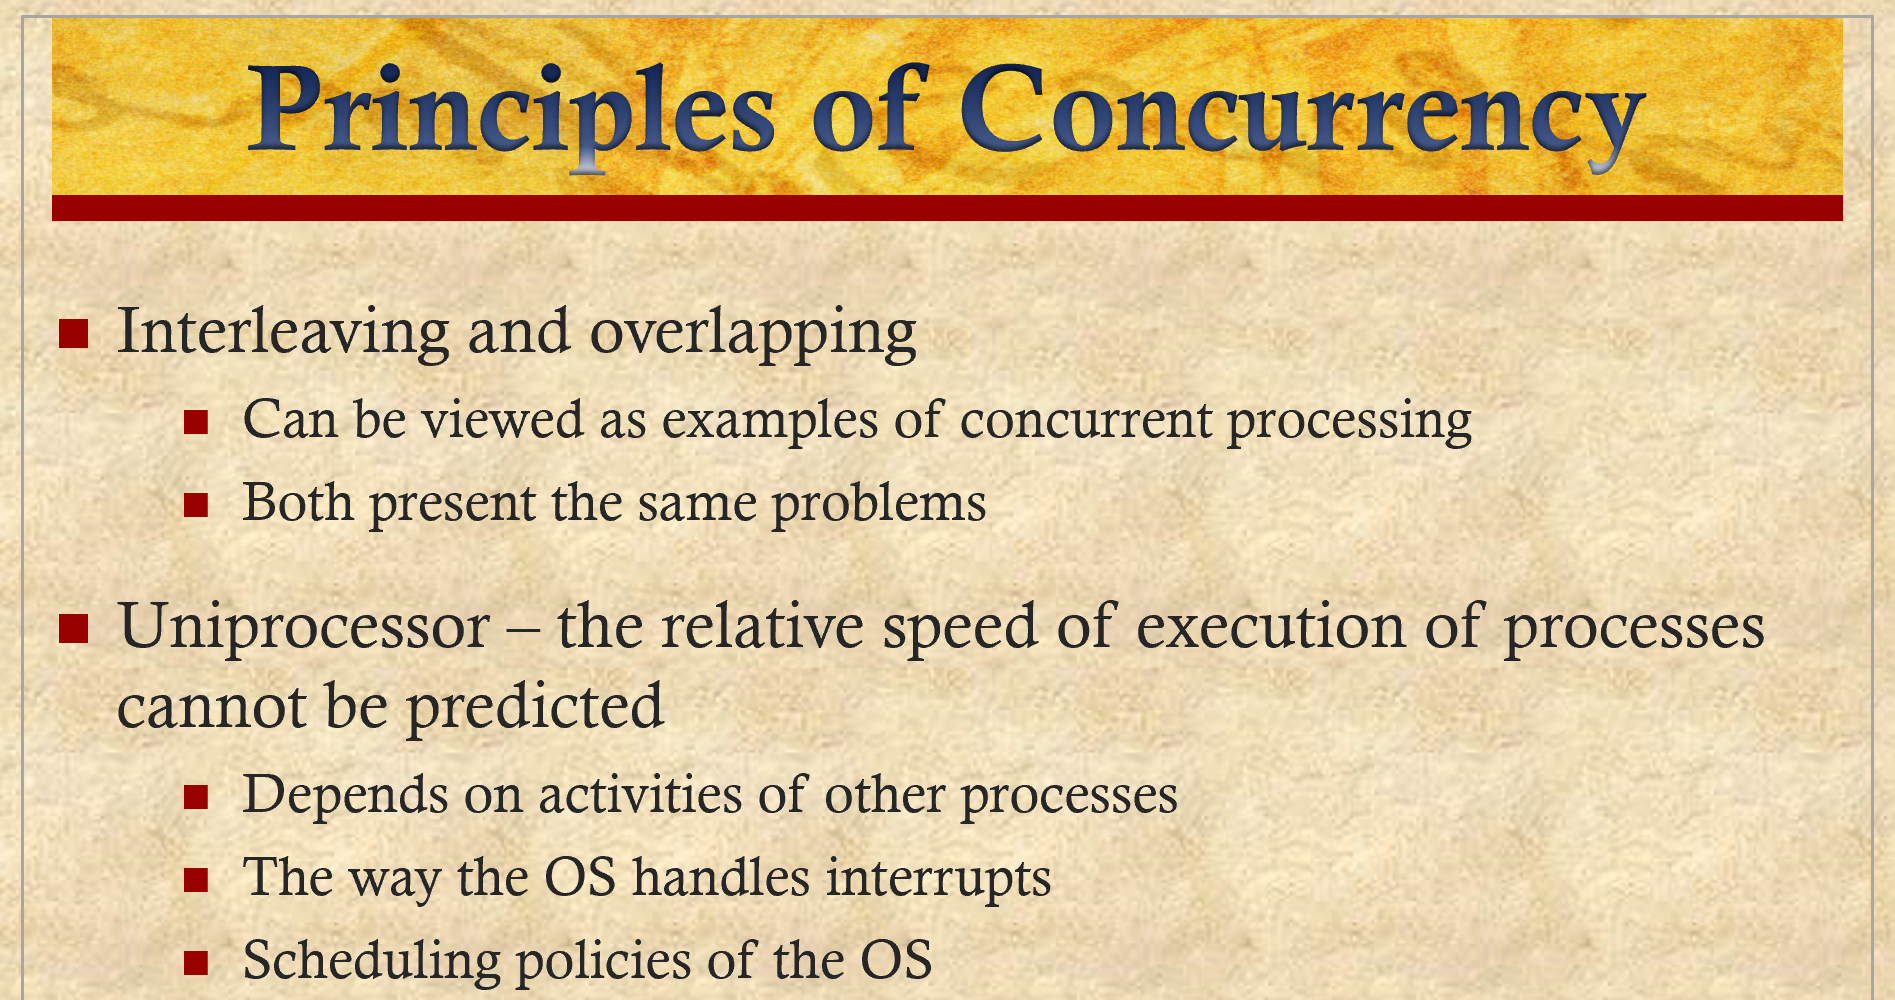 Principles of Concurrency
Interleaving and overlapping
Can be viewed as examples of concurrent processing
Both present the same problems
Uniprocessor – the relative speed of execution of processes
cannot be predicted
Depends on activities of other processes
The way the OS handles interrupts
Scheduling policies of the OS